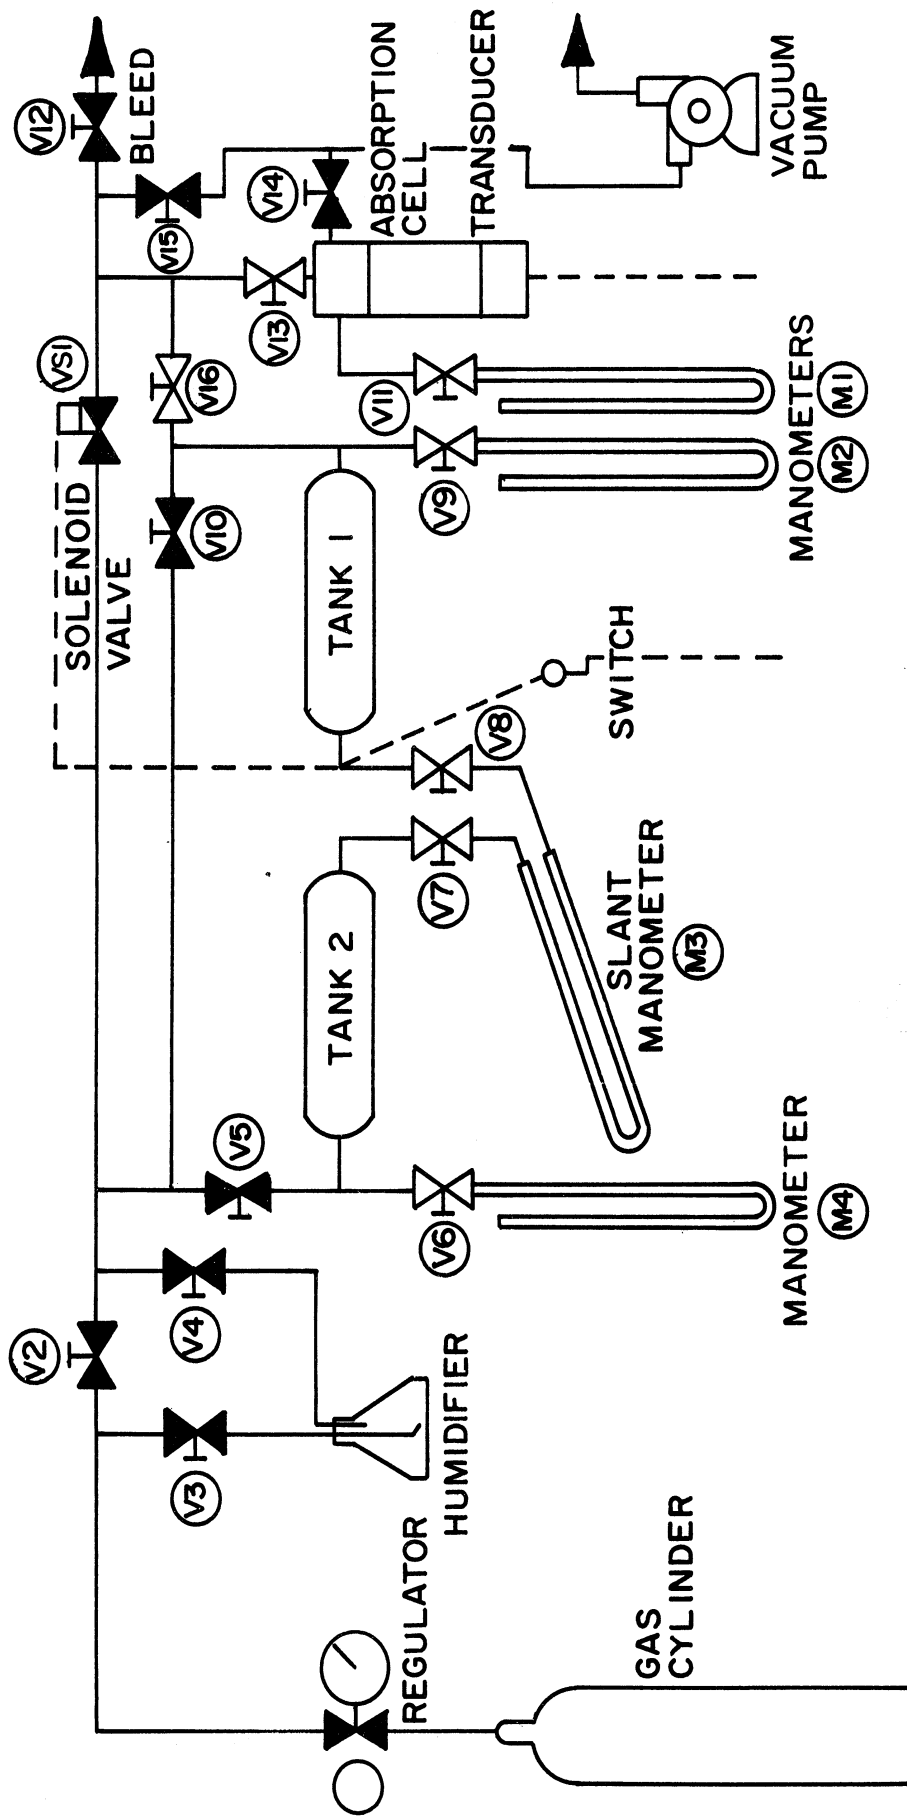 V12
BLEED
V15
V14
ABSORPTION
CELL
TRANSDUCER
VACUUM
PUMP
VS1
V16
V13
V11
SOLENOID
VALVE
V10
TANK 1
V9
MANOMETERS
M1
M2
SWITCH
V8
V7
TANK 2
SLANT
MANOMETER
M3
V5
V6
MANOMETER
M4
V2
V4
V3
HUMIDIFIER
REGULATOR
GAS
CYLINDER